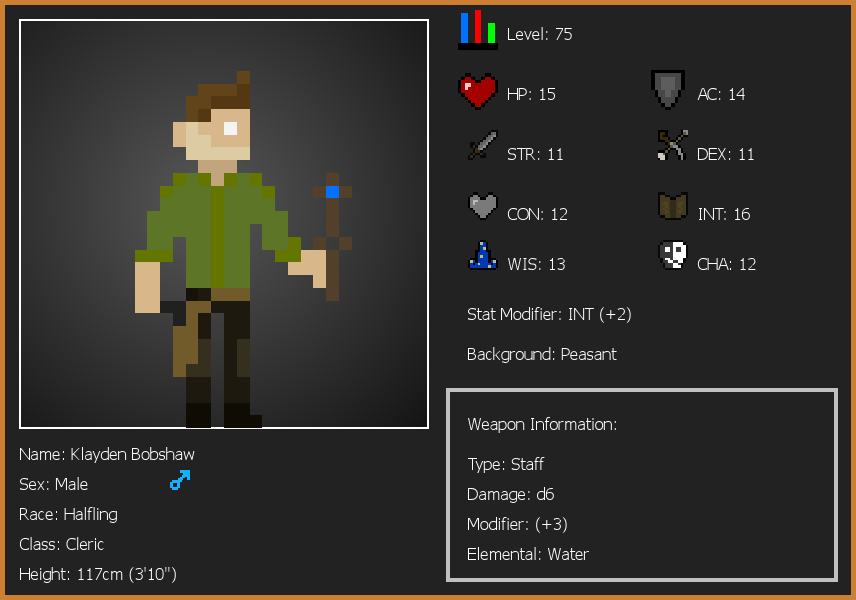 Level: 75
HP: 15
AC: 14
STR: 11
DEX: 11
CON: 12
INT: 16
WIS: 13
CHA: 12
Stat Modifier: INT (+2)
Background: Peasant
Weapon Information:
Type: Staff
Damage: d6
Modifier: (+3)
Elemental: Water
Name: Klayden Bobshaw
Sex: Male
Race: Halfling
Class: Cleric
Height: 117cm (3'10")